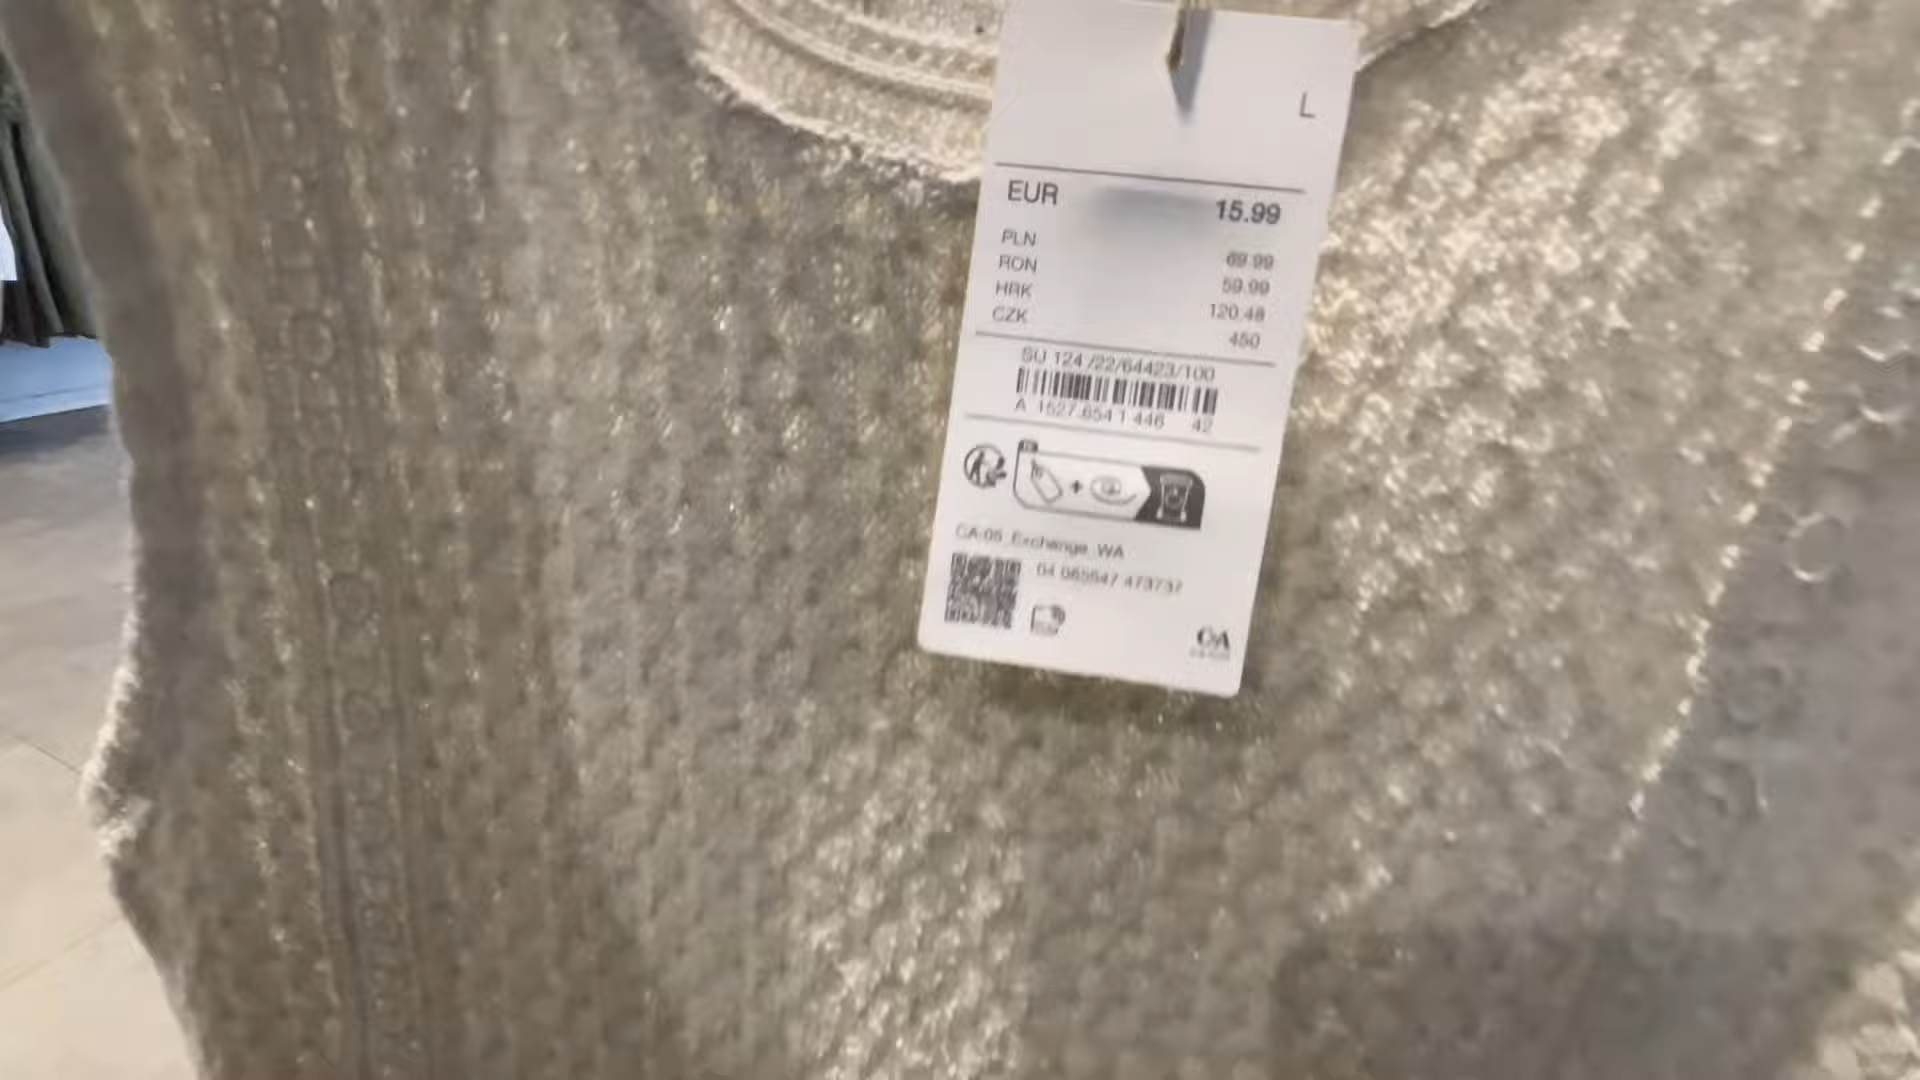 L
EUR 15.99
PLN 69.99
RON 59.99
HRK 120.48
CZK 450
SU 124 /22/64423/100
A 1527 654 1 446 42
CA-05 Exchange WA
04 065647 473737
C&A